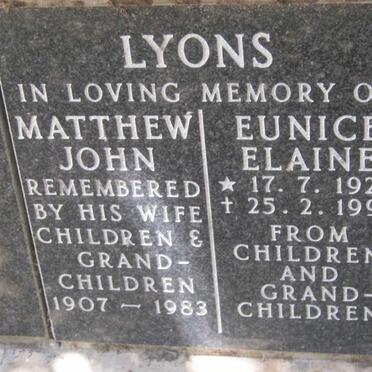 LYONS
IN LOVING MEMORY O
MATTHEW
JOHN
REMEMBERED
BY HIS WIFE
CHILDREN &
GRAND-
CHILDREN
1907 - 1983
EUNICE
ELAINE
★ 17. 7. 192
† 25. 2. 199
FROM
CHILDREN
AND
GRAND-
CHILDREN